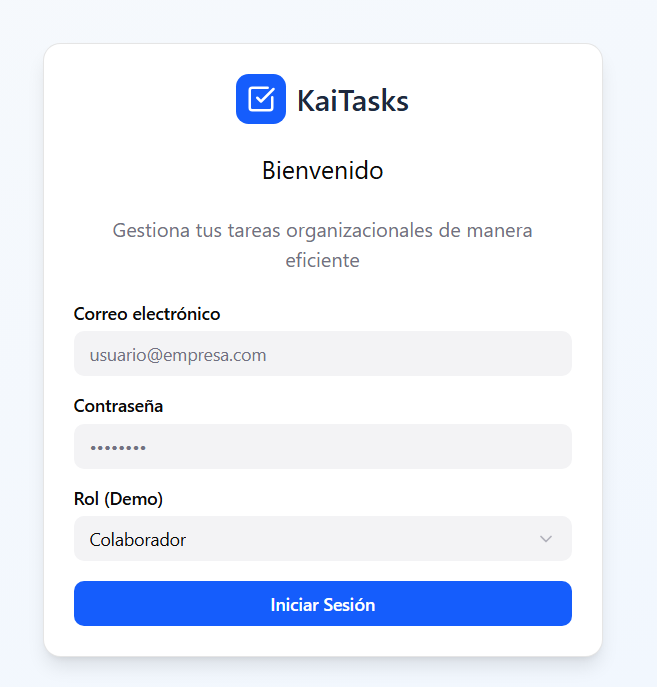 KaiTasks
Bienvenido
Gestiona tus tareas organizacionales de manera
eficiente
Correo electrónico
usuario@empresa.com
Contraseña
••••••••
Rol (Demo)
Colaborador
Iniciar Sesión